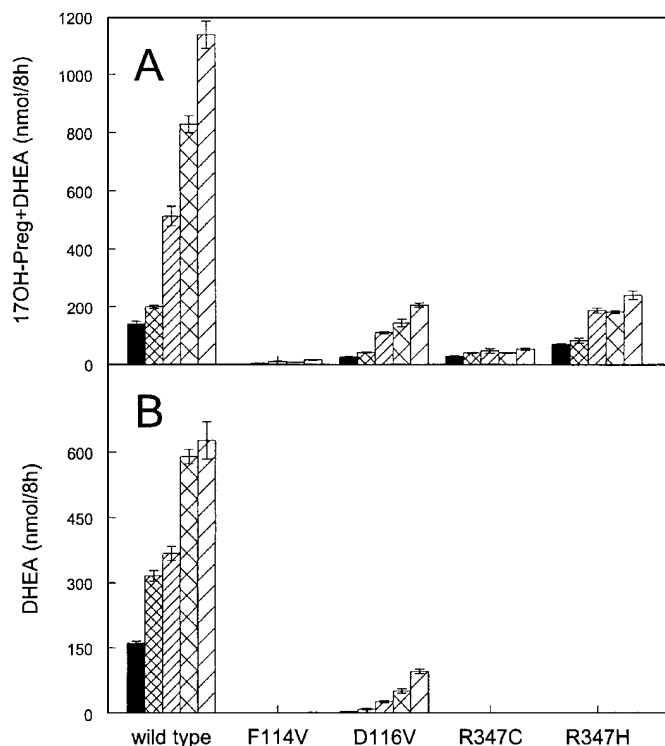 1200
A
1000
800
600
400
200
0
17OH-Preg+DHEA (nmol/8h)
B
600
450
300
150
0
DHEA (nmol/8h)
wild type F114V D116V R347C R347H